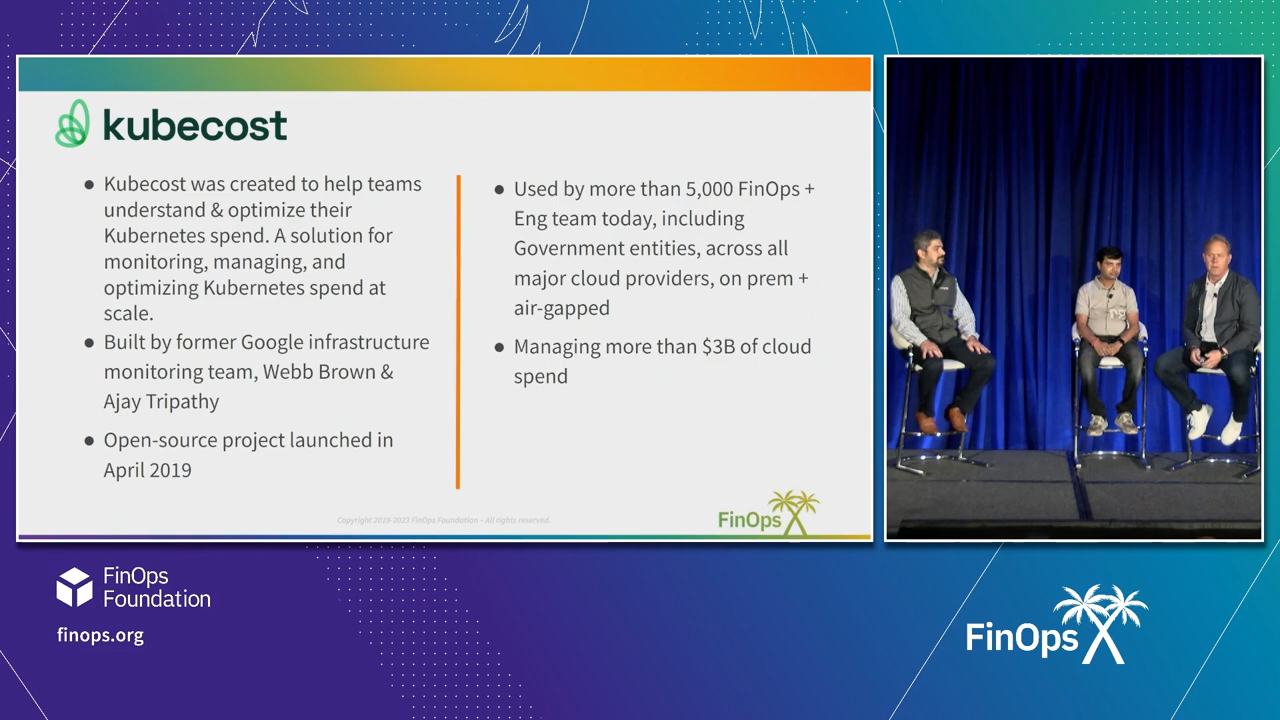 kubecost
● Kubecost was created to help teams
understand & optimize their
Kubernetes spend. A solution for
monitoring, managing, and
optimizing Kubernetes spend at
scale.
● Built by former Google infrastructure
monitoring team, Webb Brown &
Ajay Tripathy
● Open-source project launched in
April 2019
● Used by more than 5,000 FinOps +
Eng team today, including
Government entities, across all
major cloud providers, on prem +
air-gapped
● Managing more than $3B of cloud
spend
Copyright 2019-2023 FinOps Foundation – All rights reserved.
FinOps X
FinOps
Foundation
finops.org
FinOps X